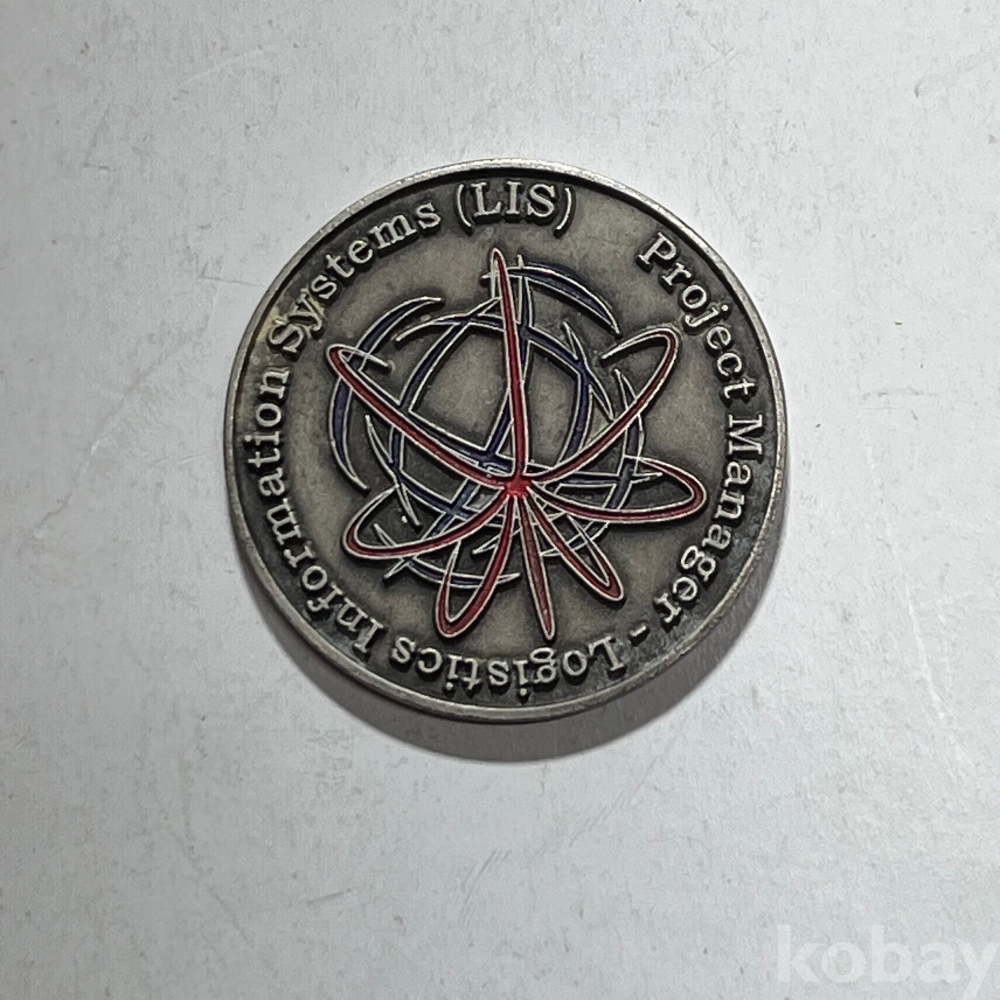 Project Manager - Logistics Information Systems (LIS)
kobay